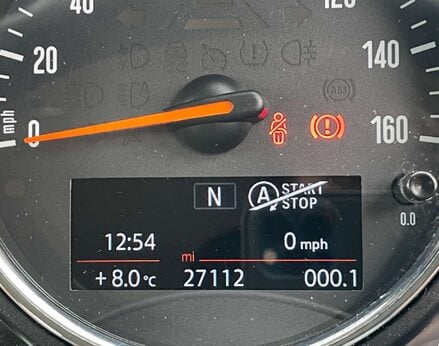 40
120
20
140
mph
0
ABS
160
N
A START
STOP
0.0
12:54
0 mph
mi
+ 8.0 °C
27112
000.1